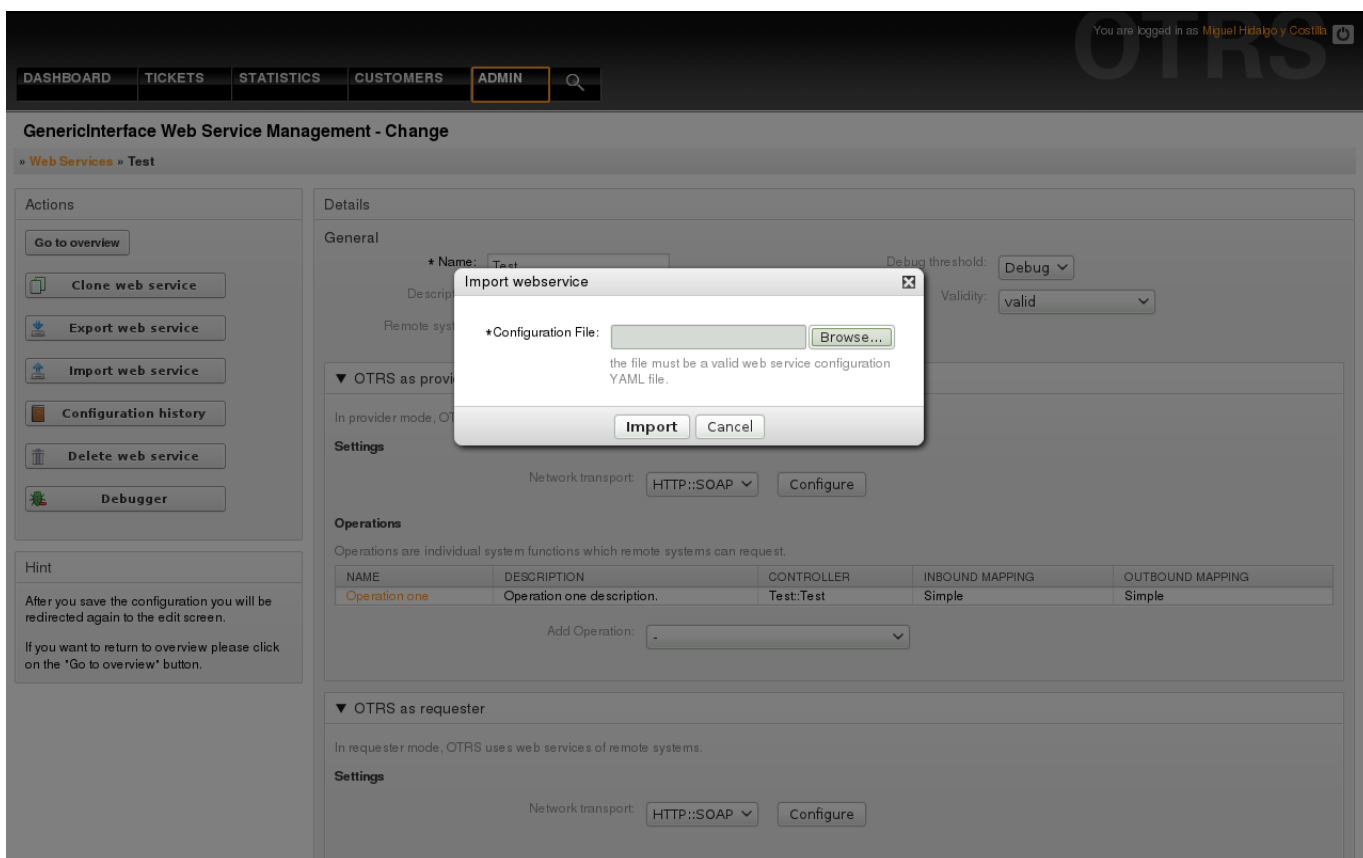 OTRS
You are logged in as Miguel Hidalgo y Costilla
DASHBOARD TICKETS STATISTICS CUSTOMERS ADMIN
GenericInterface Web Service Management - Change
» Web Services » Test
Actions
Go to overview
Clone web service
Export web service
Import web service
Configuration history
Delete web service
Debugger
Hint
After you save the configuration you will be
redirected again to the edit screen.
If you want to return to overview please click
on the "Go to overview" button.
Details
General
* Name: Test
Debug threshold: Debug
Validity: valid
Import webservice
*Configuration File: Browse...
the file must be a valid web service configuration
YAML file.
Import Cancel
▼ OTRS as
In provider mode,
Settings
Network transport: HTTP::SOAP Configure
Operations
Operations are individual system functions which remote systems can request.
NAME DESCRIPTION CONTROLLER INBOUND MAPPING OUTBOUND MAPPING
Operation one Operation one description. Test::Test Simple Simple
Add Operation: -
▼ OTRS as requester
In requester mode, OTRS uses web services of remote systems.
Settings
Network transport: HTTP::SOAP Configure